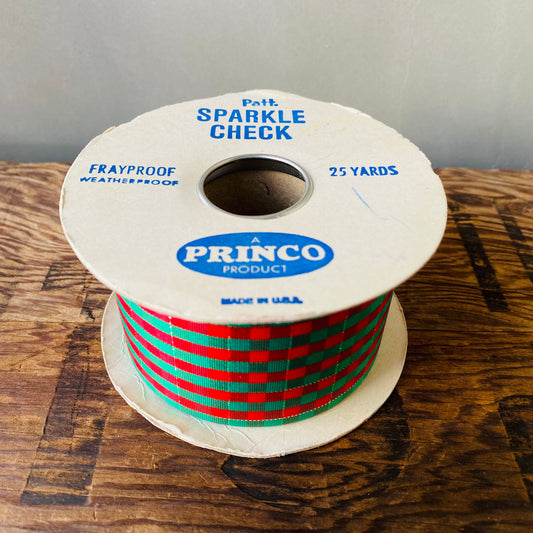 Patt.
SPARKLE
CHECK
FRAYPROOF
WEATHERPROOF
25 YARDS
A
PRINCO
PRODUCT
MADE IN U.S.A.